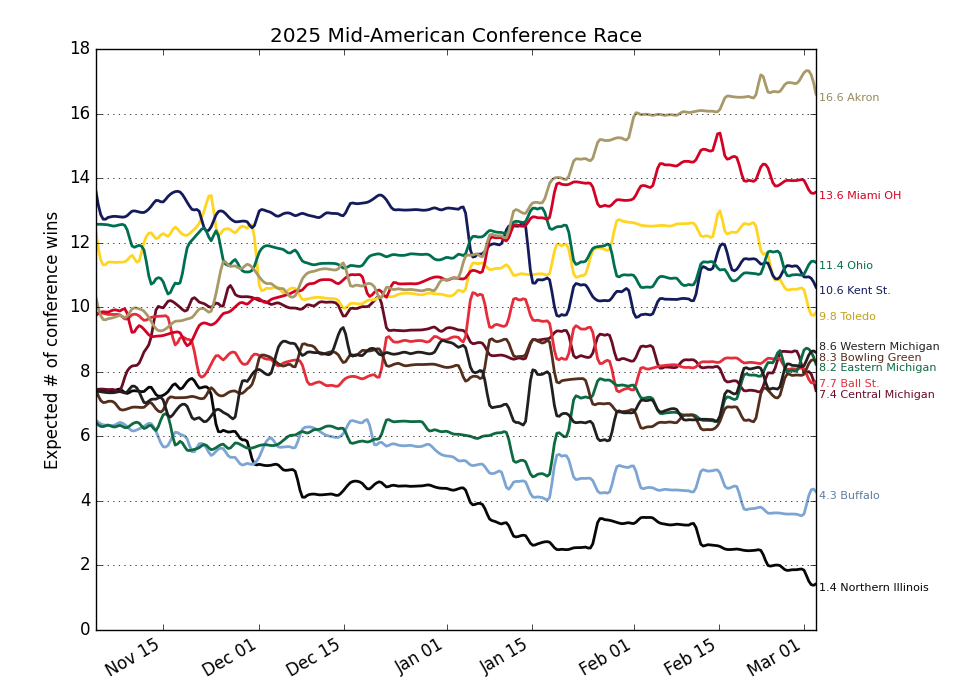 2025 Mid-American Conference Race
Expected # of conference wins
18
16
14
12
10
8
6
4
2
0
16.6 Akron
13.6 Miami OH
11.4 Ohio
10.6 Kent St.
9.8 Toledo
8.6 Western Michigan
8.3 Bowling Green
8.2 Eastern Michigan
7.7 Ball St.
7.4 Central Michigan
4.3 Buffalo
1.4 Northern Illinois
Nov 15
Dec 01
Dec 15
Jan 01
Jan 15
Feb 01
Feb 15
Mar 01